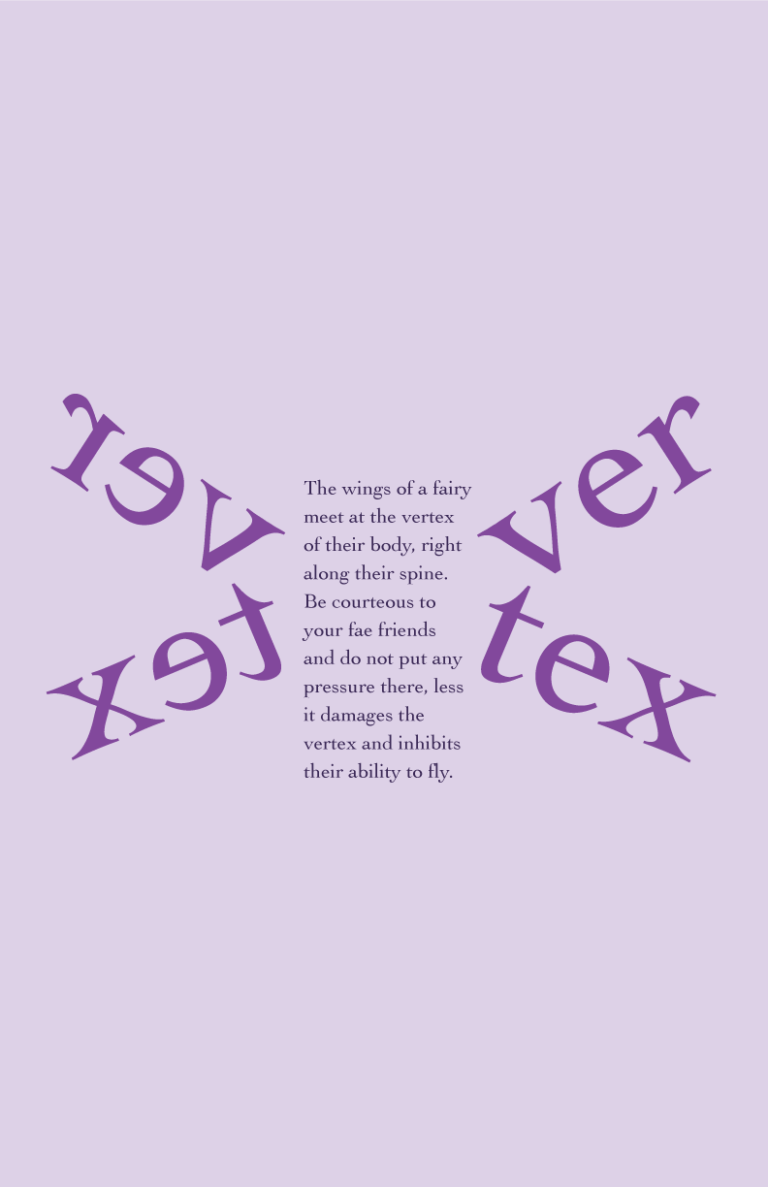 ver
tex
The wings of a fairy
meet at the vertex
of their body, right
along their spine.
Be courteous to
your fae friends
and do not put any
pressure there, less
it damages the
vertex and inhibits
their ability to fly.
ver
tex